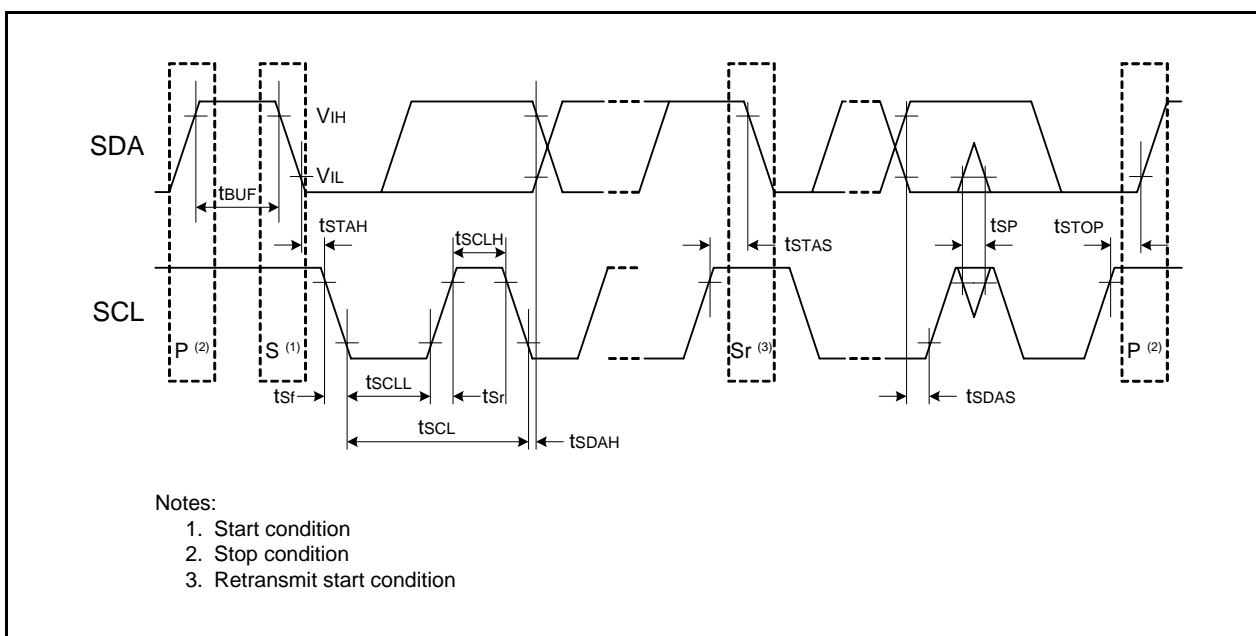 SDA
VIH
VIL
tBUF
tSTAH
tSCLH
tSTAS
tSP
tSTOP
SCL
P (2)
S (1)
Sr (3)
P (2)
tSf
tSCLL
tSr
tSCL
tSDAH
tSDAS
Notes:
1. Start condition
2. Stop condition
3. Retransmit start condition